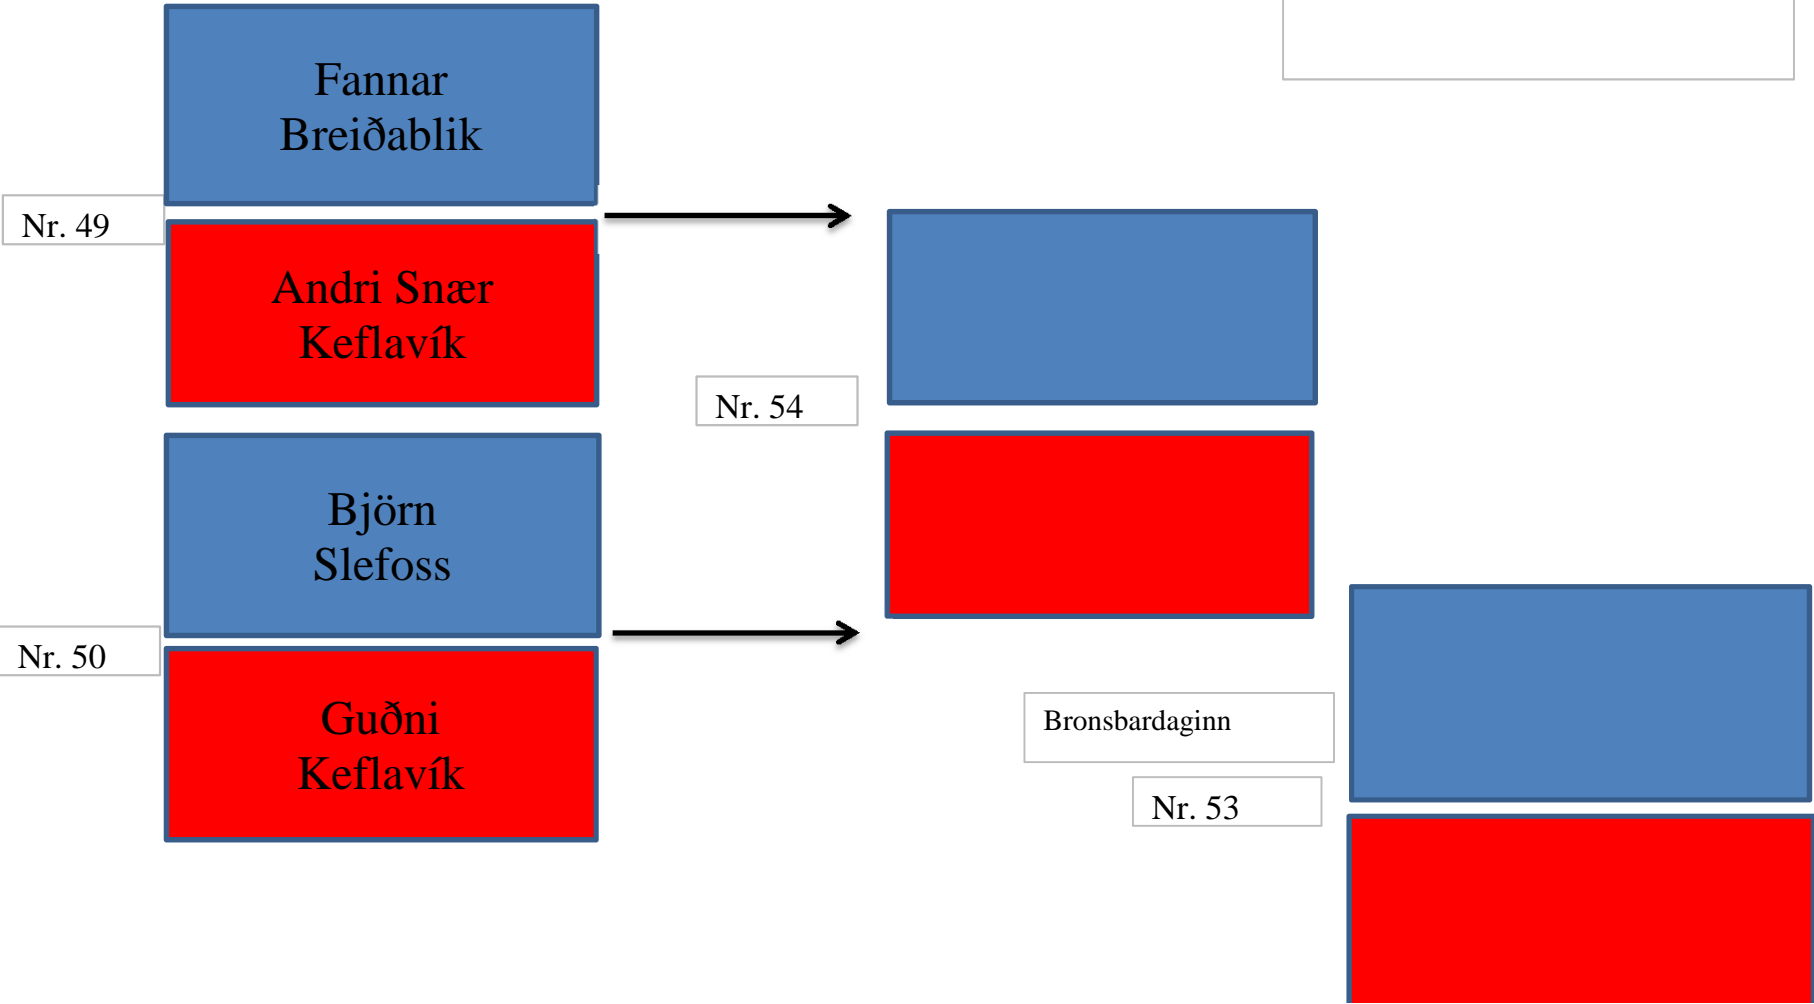 Fannar
Breiðablik
Nr. 49
Andri Snær
Keflavík
Nr. 54
Björn
Slefoss
Nr. 50
Guðni
Keflavík
Bronsbardaginn
Nr. 53